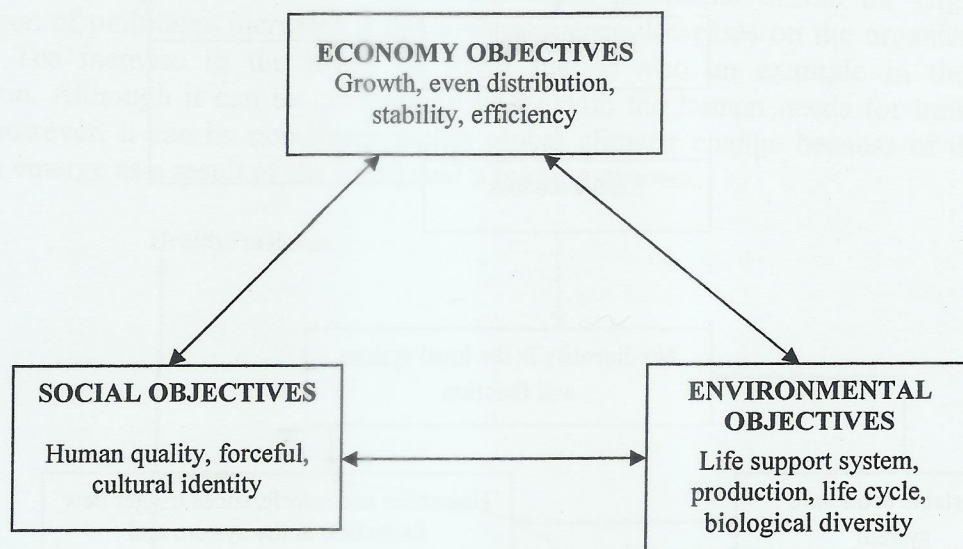 ECONOMY OBJECTIVES
Growth, even distribution,
stability, efficiency
SOCIAL OBJECTIVES
Human quality, forceful,
cultural identity
ENVIRONMENTAL
OBJECTIVES
Life support system,
production, life cycle,
biological diversity